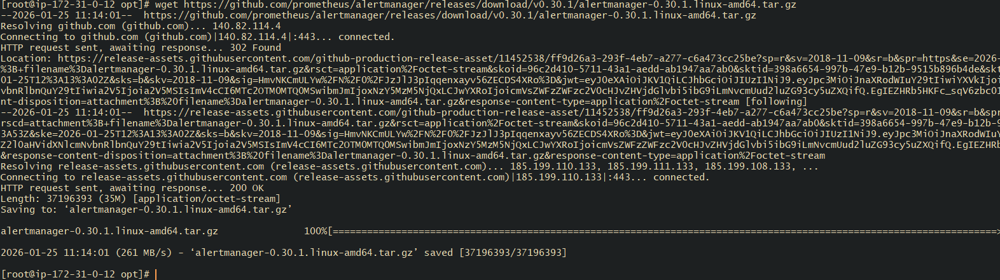 [root@ip-172-31-0-12 opt]# wget https://github.com/prometheus/alertmanager/releases/download/v0.30.1/alertmanager-0.30.1.linux-amd64.tar.gz
--2026-01-25 11:14:01--  https://github.com/prometheus/alertmanager/releases/download/v0.30.1/alertmanager-0.30.1.linux-amd64.tar.gz
Resolving github.com (github.com)... 140.82.114.4
Connecting to github.com (github.com)|140.82.114.4|:443... connected.
HTTP request sent, awaiting response... 302 Found
Location: https://release-assets.githubusercontent.com/github-production-release-asset/11452538/ff9d26a3-293f-4eb7-a277-c6a473cc25be?sp=r&sv=2018-11-09&sr=b&spr=https&se=2026-
%3B+filename%3Dalertmanager-0.30.1.linux-amd64.tar.gz&rsct=application%2Foctet-stream&skoid=96c2d410-5711-43a1-aedd-ab1947aa7ab0&sktid=398a6654-997b-47e9-b12b-9515b896b4de&skt
01-25T12%3A13%3A02Z&sks=b&skv=2018-11-09&sig=HmvNKCmULYw%2FN%2F0%2FJzJlJ3pIqqenxayv56ZECDS4XRo%3D&jwt=eyJ0eXAiOiJKV1QiLCJhbGciOiJIUzI1NiJ9.eyJpc3MiOiJnaXRodWIuY29tIiwiYXVkIjoi
vbnRlbnQuY29tIiwia2V5Ijoia2V5MSIsImV4cCI6MTc2OTM0MTQ0MSwibmJmIjoxNzY5MzM5NjQxLCJwYXRoIjoicmVsZWFzZWFzc2V0cHJvZHVjdGlvbi5ibG9iLmNvcmUud2luZG93cy5uZXQifQ.EgIEZHRb5HKFc_sqV6zbc01
nt-disposition=attachment%3B%20filename%3Dalertmanager-0.30.1.linux-amd64.tar.gz&response-content-type=application%2Foctet-stream [following]
--2026-01-25 11:14:01--  https://release-assets.githubusercontent.com/github-production-release-asset/11452538/ff9d26a3-293f-4eb7-a277-c6a473cc25be?sp=r&sv=2018-11-09&sr=b&spr
rscd=attachment%3B+filename%3Dalertmanager-0.30.1.linux-amd64.tar.gz&rsct=application%2Foctet-stream&skoid=96c2d410-5711-43a1-aedd-ab1947aa7ab0&sktid=398a6654-997b-47e9-b12b-9
3A53Z&ske=2026-01-25T12%3A13%3A02Z&sks=b&skv=2018-11-09&sig=HmvNKCmULYw%2FN%2F0%2FJzJlJ3pIqqenxayv56ZECDS4XRo%3D&jwt=eyJ0eXAiOiJKV1QiLCJhbGciOiJIUzI1NiJ9.eyJpc3MiOiJnaXRodWIuY
Z2l0aHVidXNlcmNvbnRlbnQuY29tIiwia2V5Ijoia2V5MSIsImV4cCI6MTc2OTM0MTQ0MSwibmJmIjoxNzY5MzM5NjQxLCJwYXRoIjoicmVsZWFzZWFzc2V0cHJvZHVjdGlvbi5ibG9iLmNvcmUud2luZG93cy5uZXQifQ.EgIEZHRb
&response-content-disposition=attachment%3B%20filename%3Dalertmanager-0.30.1.linux-amd64.tar.gz&response-content-type=application%2Foctet-stream
Resolving release-assets.githubusercontent.com (release-assets.githubusercontent.com)... 185.199.110.133, 185.199.111.133, 185.199.108.133, ...
Connecting to release-assets.githubusercontent.com (release-assets.githubusercontent.com)|185.199.110.133|:443... connected.
HTTP request sent, awaiting response... 200 OK
Length: 37196393 (35M) [application/octet-stream]
Saving to: ‘alertmanager-0.30.1.linux-amd64.tar.gz’
alertmanager-0.30.1.linux-amd64.tar.gz                100%[====================================================================================================================>
2026-01-25 11:14:01 (261 MB/s) - ‘alertmanager-0.30.1.linux-amd64.tar.gz’ saved [37196393/37196393]
[root@ip-172-31-0-12 opt]#